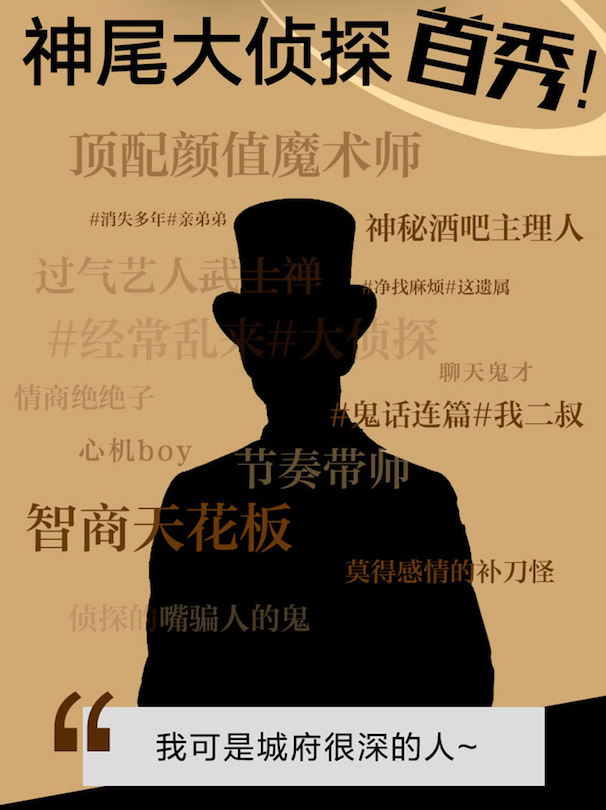 神尾大侦探首秀!
顶配颜值魔术师
#消失多年#亲弟弟
神秘酒吧主理人
过气艺人武士禅
#净找麻烦#这遗属
#经常乱来#大侦探
聊天鬼才
情商绝绝子
#鬼话连篇#我二叔
心机boy
节奏带师
智商天花板
莫得感情的补刀怪
侦探的嘴骗人的鬼
“
我可是城府很深的人~